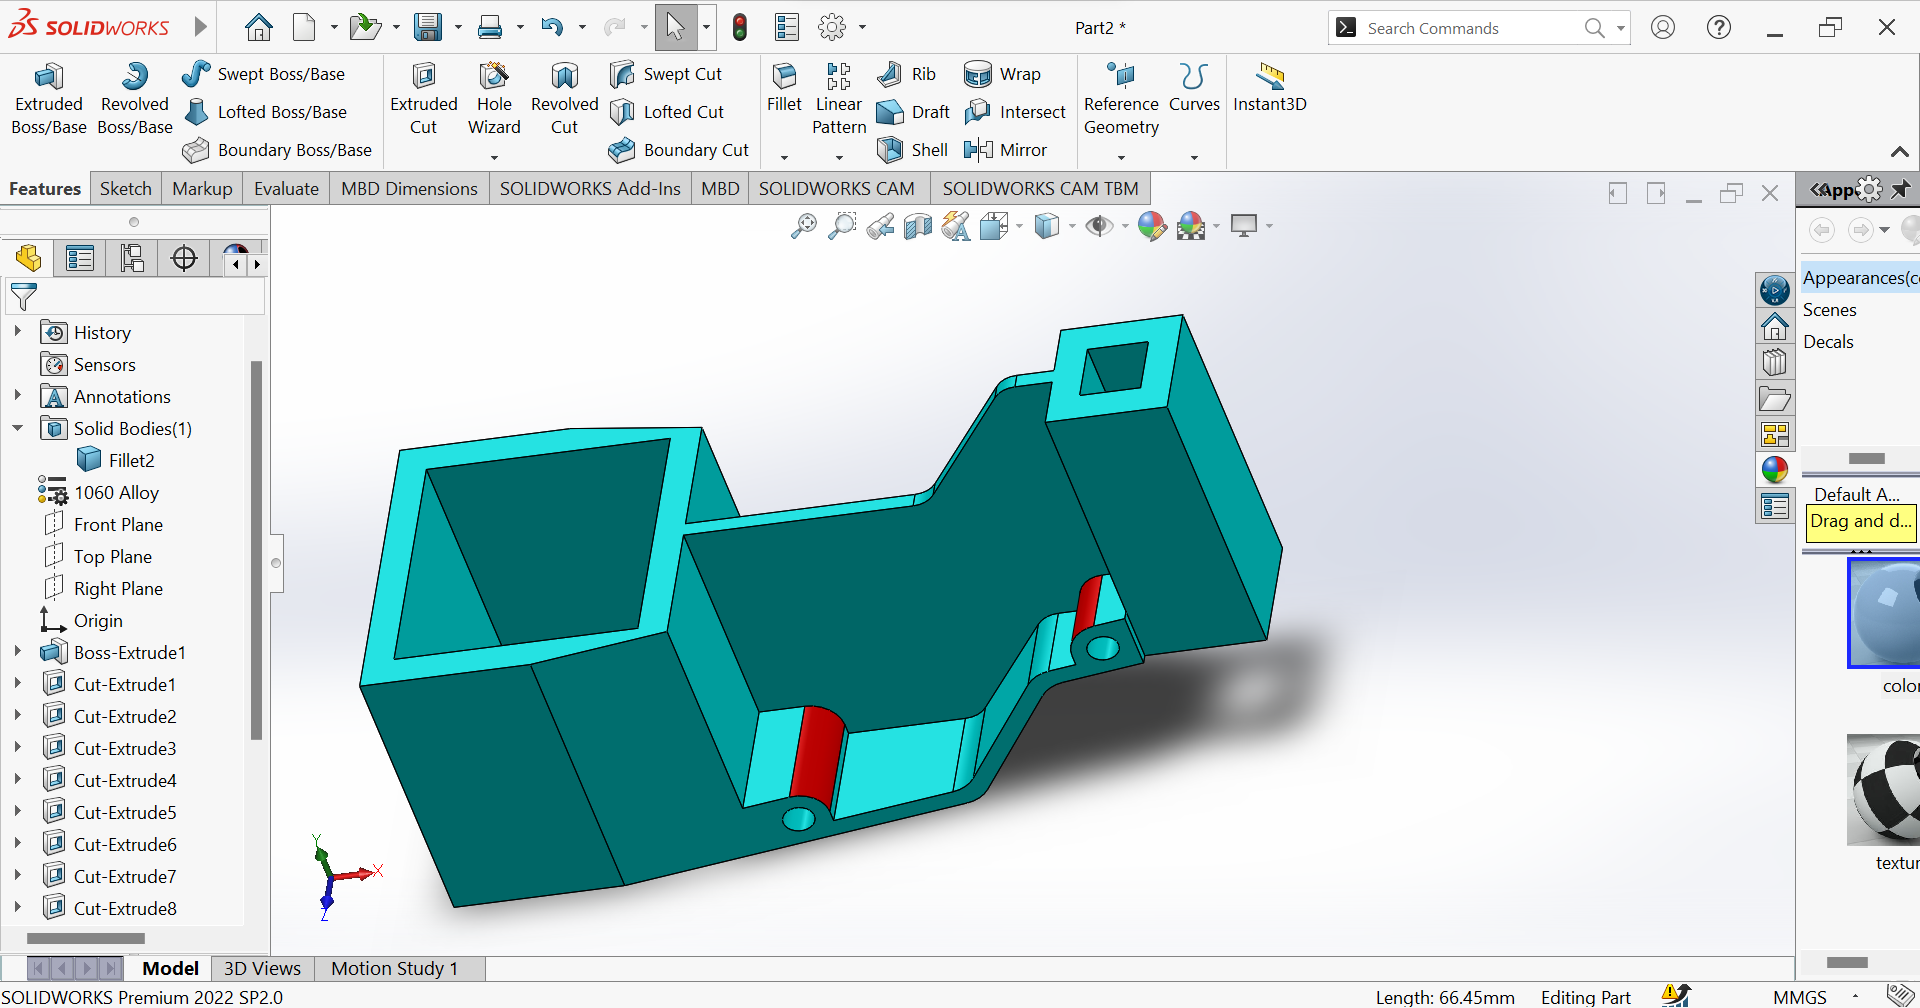 SOLIDWORKS
Part2 *
Search Commands
Extruded Boss/Base
Revolved Boss/Base
Swept Boss/Base
Lofted Boss/Base
Boundary Boss/Base
Extruded Cut
Hole Wizard
Revolved Cut
Swept Cut
Lofted Cut
Boundary Cut
Fillet
Linear Pattern
Rib
Draft
Shell
Wrap
Intersect
Mirror
Reference Geometry
Curves
Instant3D
Features
Sketch
Markup
Evaluate
MBD Dimensions
SOLIDWORKS Add-Ins
MBD
SOLIDWORKS CAM
SOLIDWORKS CAM TBM
App
History
Sensors
Annotations
Solid Bodies(1)
Fillet2
1060 Alloy
Front Plane
Top Plane
Right Plane
Origin
Boss-Extrude1
Cut-Extrude1
Cut-Extrude2
Cut-Extrude3
Cut-Extrude4
Cut-Extrude5
Cut-Extrude6
Cut-Extrude7
Cut-Extrude8
Y
X
Z
Appearances(c
Scenes
Decals
Default A...
Drag and d...
color
textur
Model
3D Views
Motion Study 1
SOLIDWORKS Premium 2022 SP2.0
Length: 66.45mm
Editing Part
MMGS